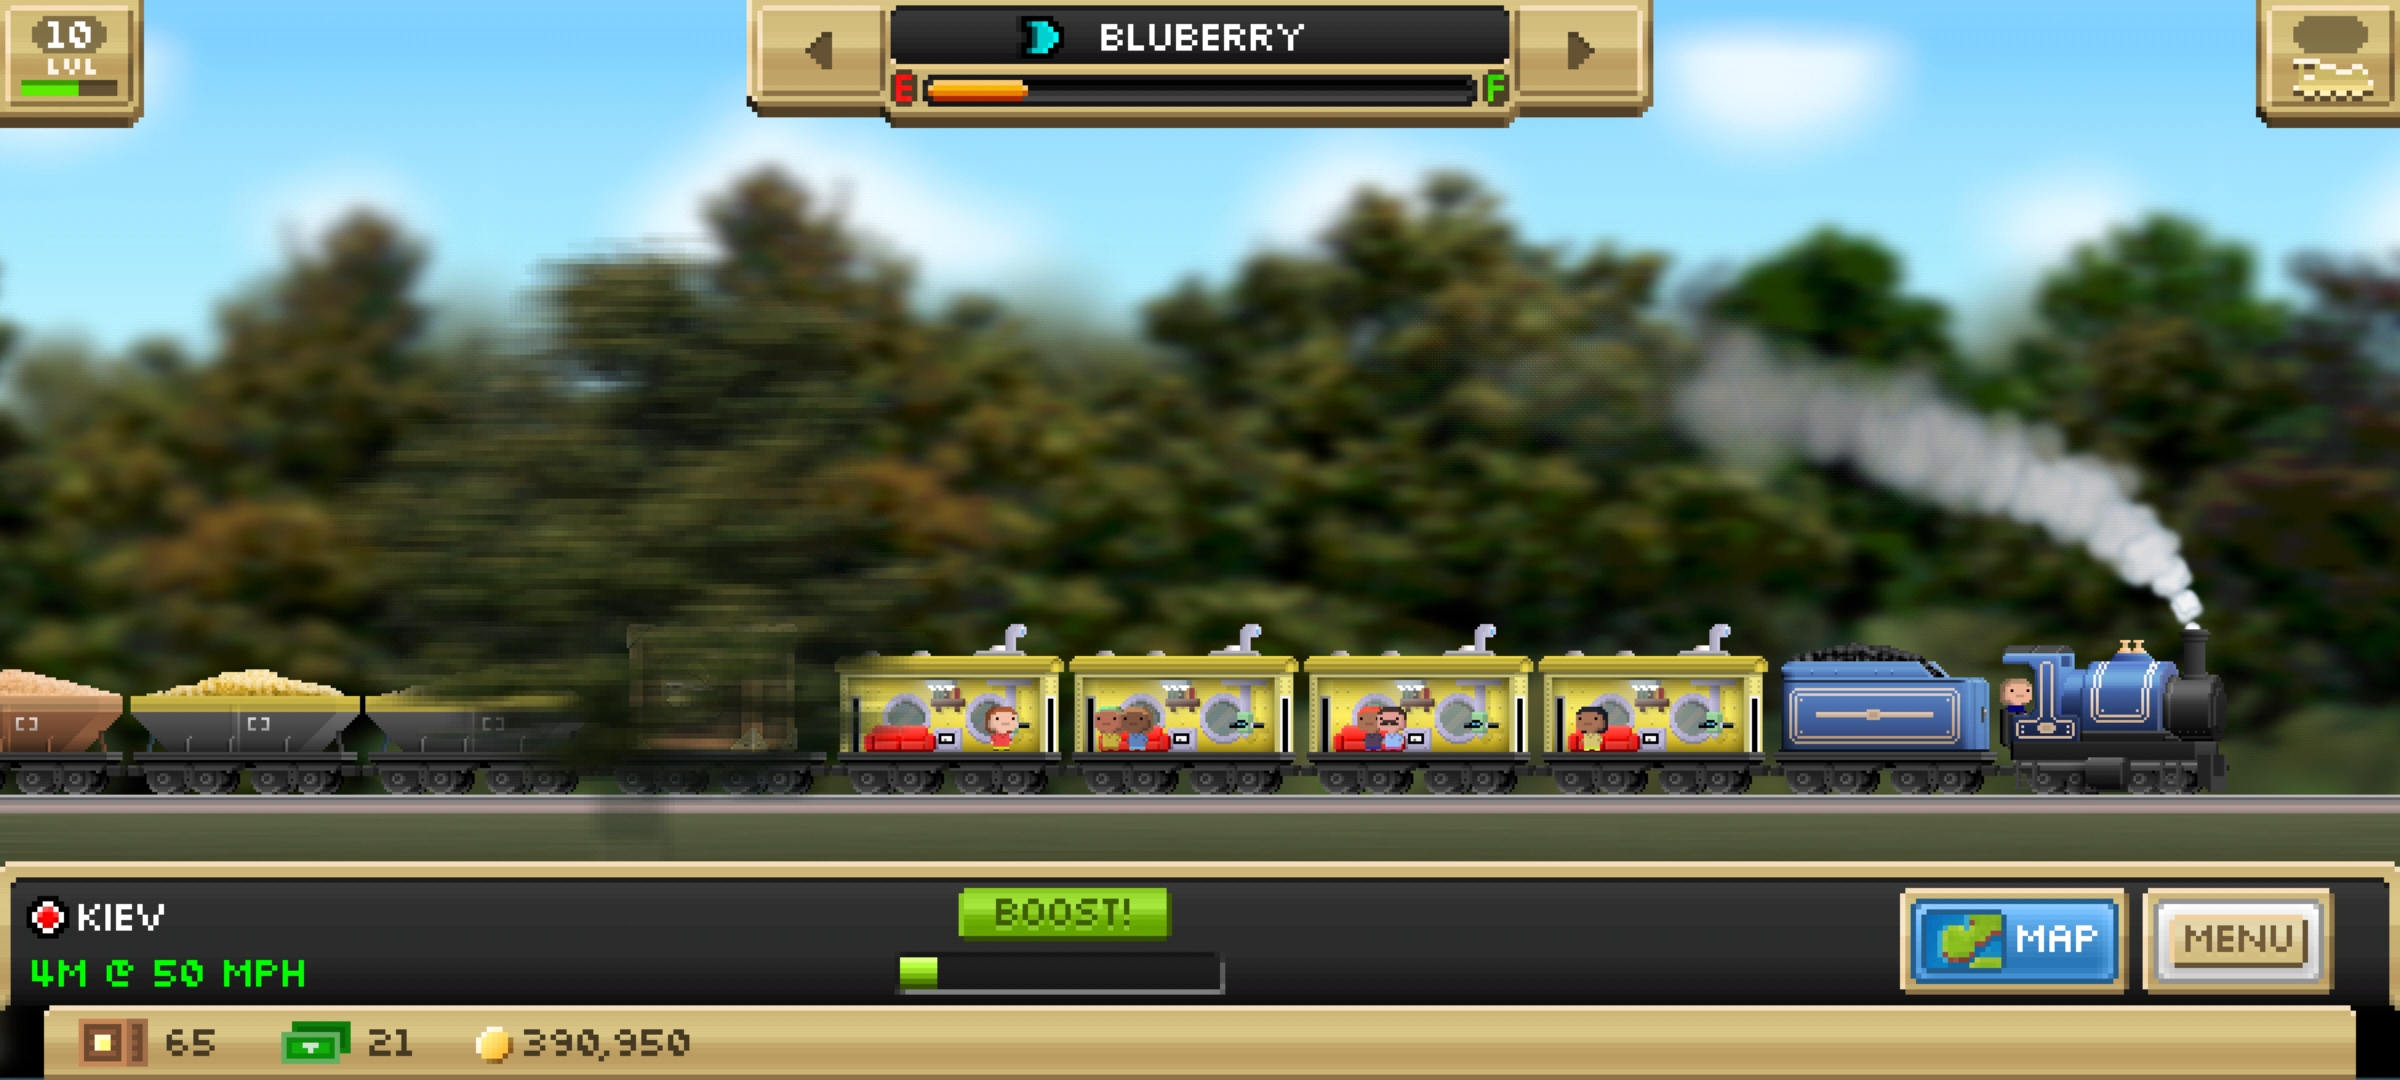 10
LVL
BLUBERRY
E F
KIEV
4M @ 50 MPH
BOOST!
MAP
MENU
65 21 390,950